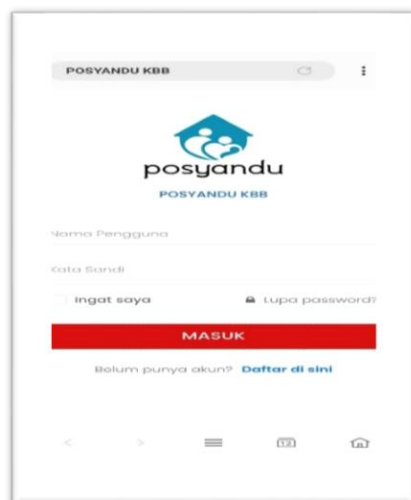 POSYANDU KBB
posyandu
POSYANDU KBB
Nama Pengguna
Kata Sandi
Ingat saya Lupa password?
MASUK
Belum punya akun? Daftar di sini
12